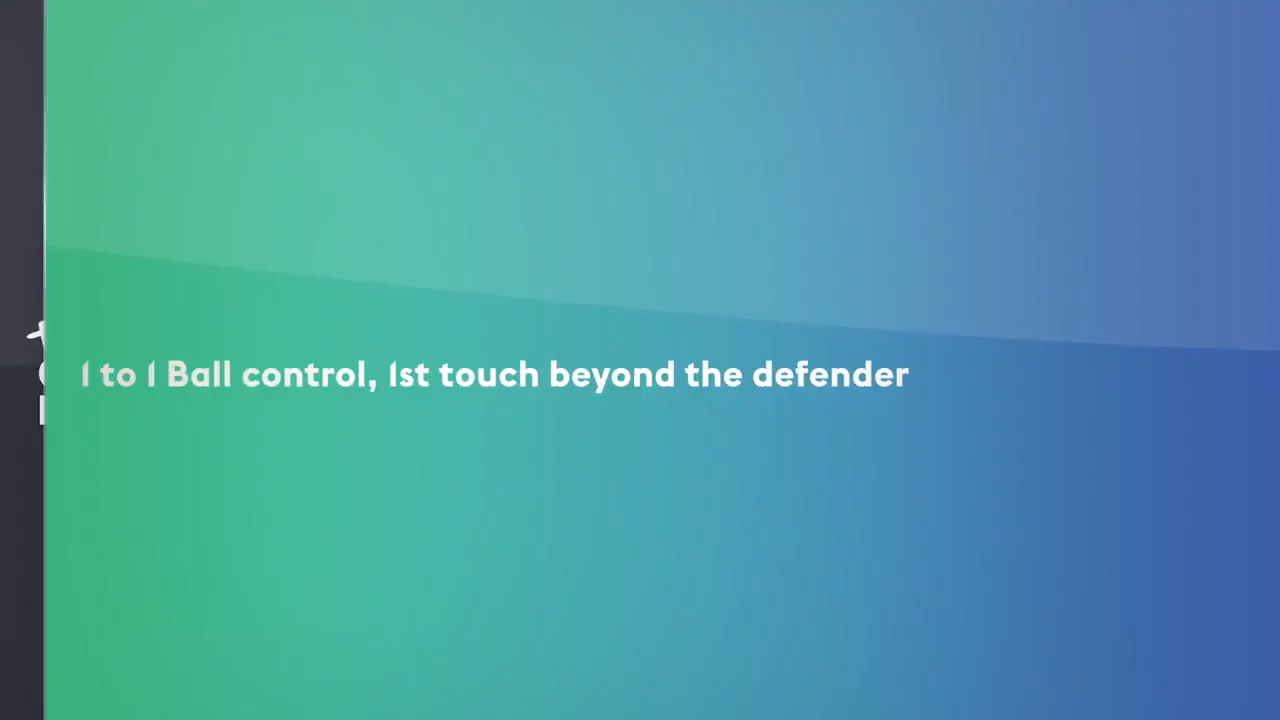 1 to 1 Ball control, 1st touch beyond the defender